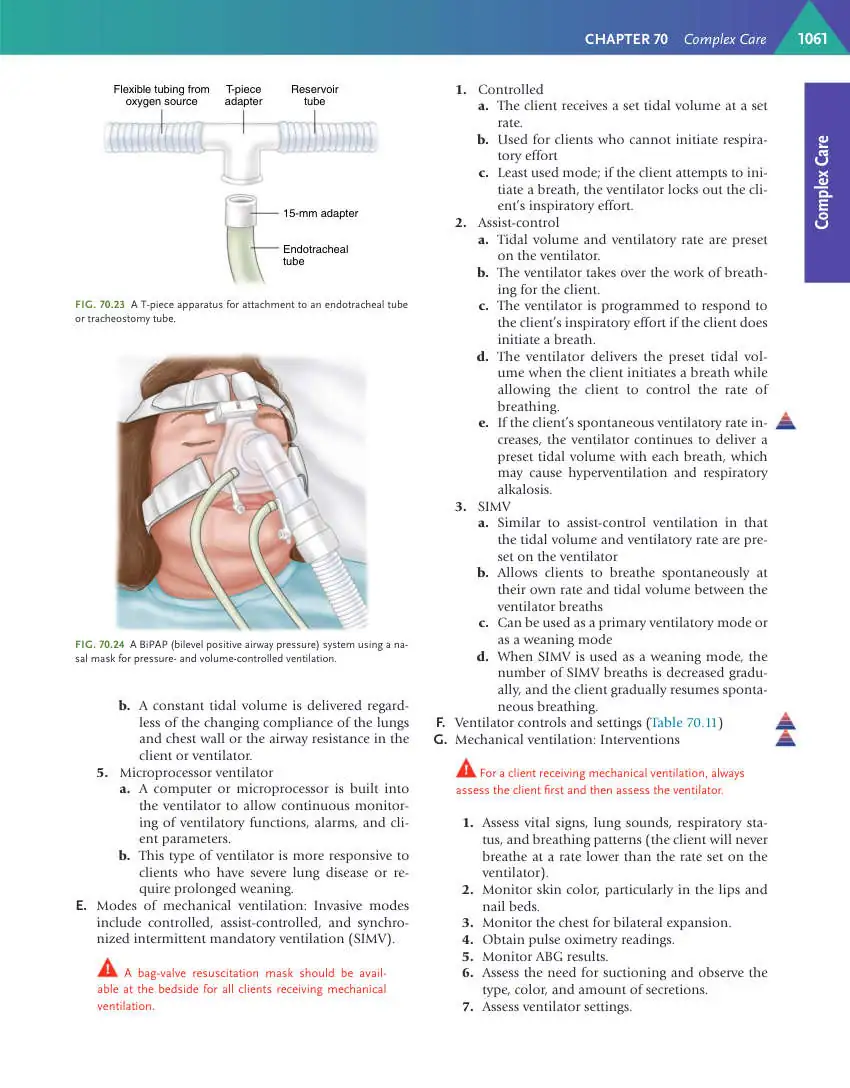 CHAPTER 70 Complex Care 1061
Flexible tubing from
oxygen source
T-piece
adapter
Reservoir
tube
15-mm adapter
Endotracheal
tube
FIG. 70.23 A T-piece apparatus for attachment to an endotracheal tube
or tracheostomy tube.
FIG. 70.24 A BiPAP (bilevel positive airway pressure) system using a na-
sal mask for pressure- and volume-controlled ventilation.
b. A constant tidal volume is delivered regard-
less of the changing compliance of the lungs
and chest wall or the airway resistance in the
client or ventilator.
5. Microprocessor ventilator
a. A computer or microprocessor is built into
the ventilator to allow continuous monitor-
ing of ventilatory functions, alarms, and cli-
ent parameters.
b. This type of ventilator is more responsive to
clients who have severe lung disease or re-
quire prolonged weaning.
E. Modes of mechanical ventilation: Invasive modes
include controlled, assist-controlled, and synchro-
nized intermittent mandatory ventilation (SIMV).
A bag-valve resuscitation mask should be avail-
able at the bedside for all clients receiving mechanical
ventilation.
1. Controlled
a. The client receives a set tidal volume at a set
rate.
b. Used for clients who cannot initiate respira-
tory effort
c. Least used mode; if the client attempts to ini-
tiate a breath, the ventilator locks out the cli-
ent's inspiratory effort.
2. Assist-control
a. Tidal volume and ventilatory rate are preset
on the ventilator.
b. The ventilator takes over the work of breath-
ing for the client.
c. The ventilator is programmed to respond to
the client's inspiratory effort if the client does
initiate a breath.
d. The ventilator delivers the preset tidal vol-
ume when the client initiates a breath while
allowing the client to control the rate of
breathing.
e. If the client's spontaneous ventilatory rate in-
creases, the ventilator continues to deliver a
preset tidal volume with each breath, which
may cause hyperventilation and respiratory
alkalosis.
3. SIMV
a. Similar to assist-control ventilation in that
the tidal volume and ventilatory rate are pre-
set on the ventilator
b. Allows clients to breathe spontaneously at
their own rate and tidal volume between the
ventilator breaths
c. Can be used as a primary ventilatory mode or
as a weaning mode
d. When SIMV is used as a weaning mode, the
number of SIMV breaths is decreased gradu-
ally, and the client gradually resumes sponta-
neous breathing.
F. Ventilator controls and settings (Table 70.11)
G. Mechanical ventilation: Interventions
For a client receiving mechanical ventilation, always
assess the client first and then assess the ventilator.
1. Assess vital signs, lung sounds, respiratory sta-
tus, and breathing patterns (the client will never
breathe at a rate lower than the rate set on the
ventilator).
2. Monitor skin color, particularly in the lips and
nail beds.
3. Monitor the chest for bilateral expansion.
4. Obtain pulse oximetry readings.
5. Monitor ABG results.
6. Assess the need for suctioning and observe the
type, color, and amount of secretions.
7. Assess ventilator settings.
Complex Care